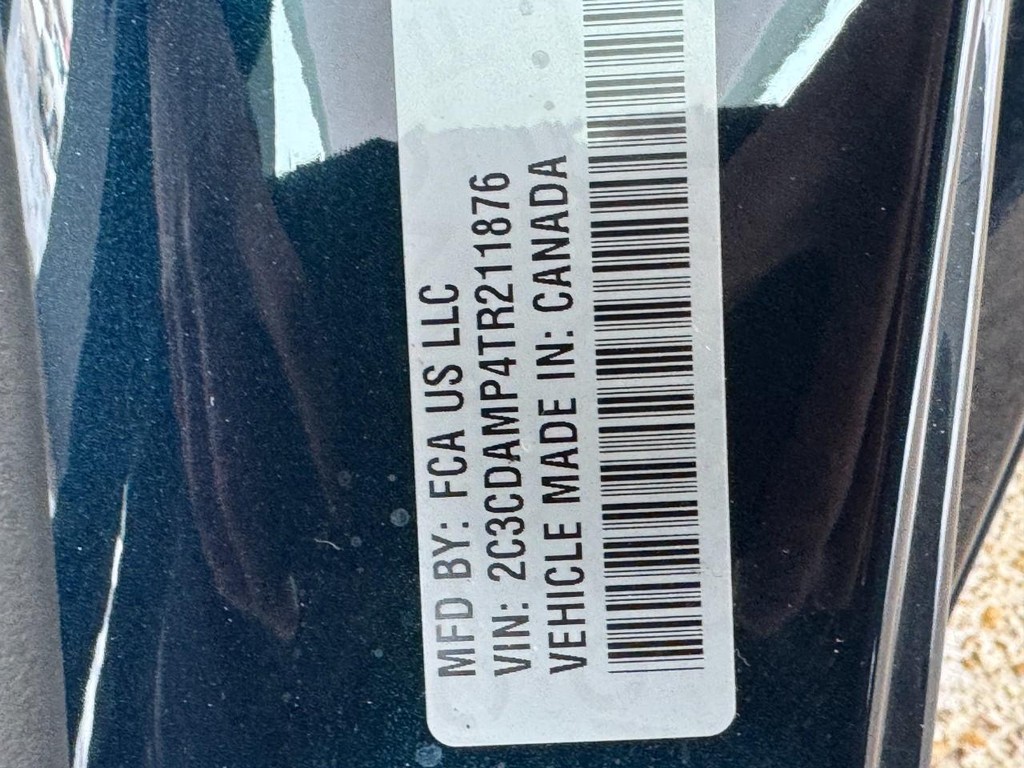 MFD BY: FCA US LLC
VIN: 2C3CDAMP4TR211876
VEHICLE MADE IN: CANADA